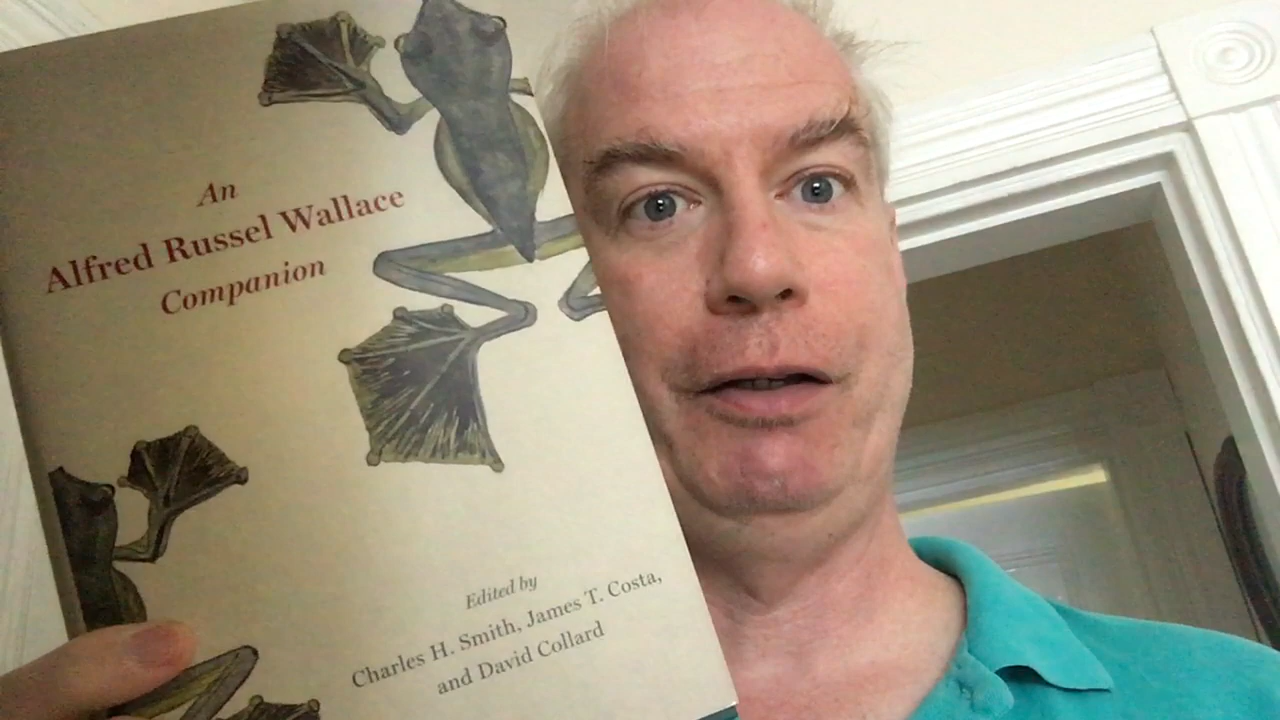 An
Alfred Russel Wallace
Companion
Edited by
Charles H. Smith, James T. Costa,
and David Collard